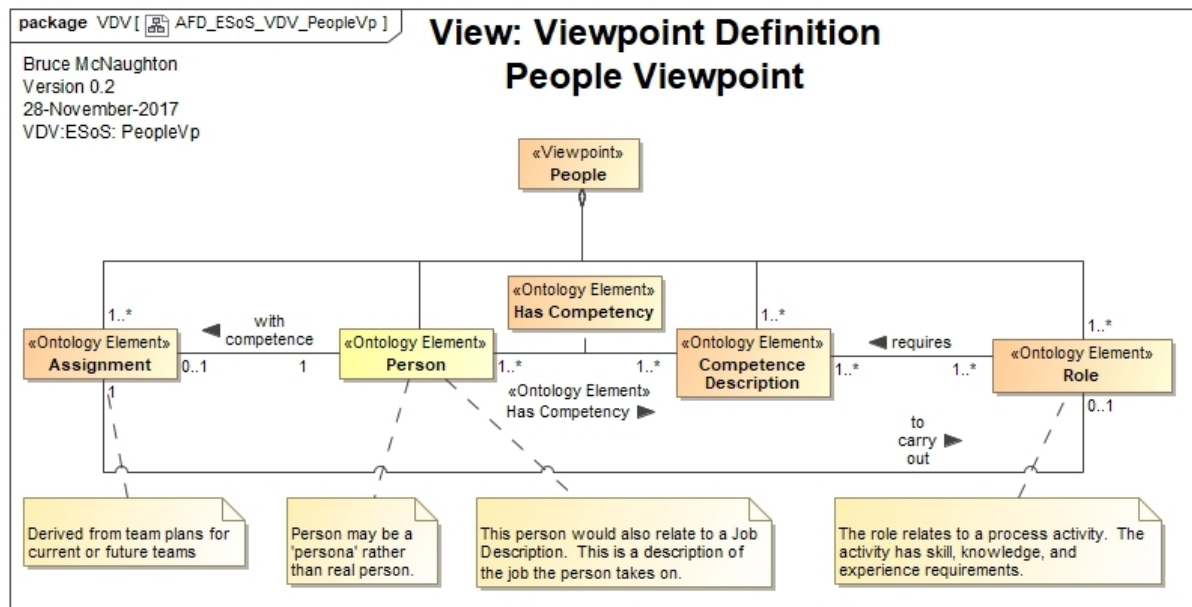 package VDV [ AFD_ESoS_VDV_PeopleVp ]
View: Viewpoint Definition
People Viewpoint
Bruce McNaughton
Version 0.2
28-November-2017
VDV:ESoS: PeopleVp
«Viewpoint»
People
«Ontology Element»
Has Competency
1..*
1..*
1..*
«Ontology Element»
Assignment
with
competence
0..1
1
1
«Ontology Element»
Person
1..*
1..*
«Ontology Element»
Has Competency
«Ontology Element»
Competence
Description
requires
1..*
1..*
«Ontology Element»
Role
0..1
to
carry
out
Derived from team plans for
current or future teams
Person may be a
'persona' rather
than real person.
This person would also relate to a Job
Description. This is a description of
the job the person takes on.
The role relates to a process activity. The
activity has skill, knowledge, and
experience requirements.